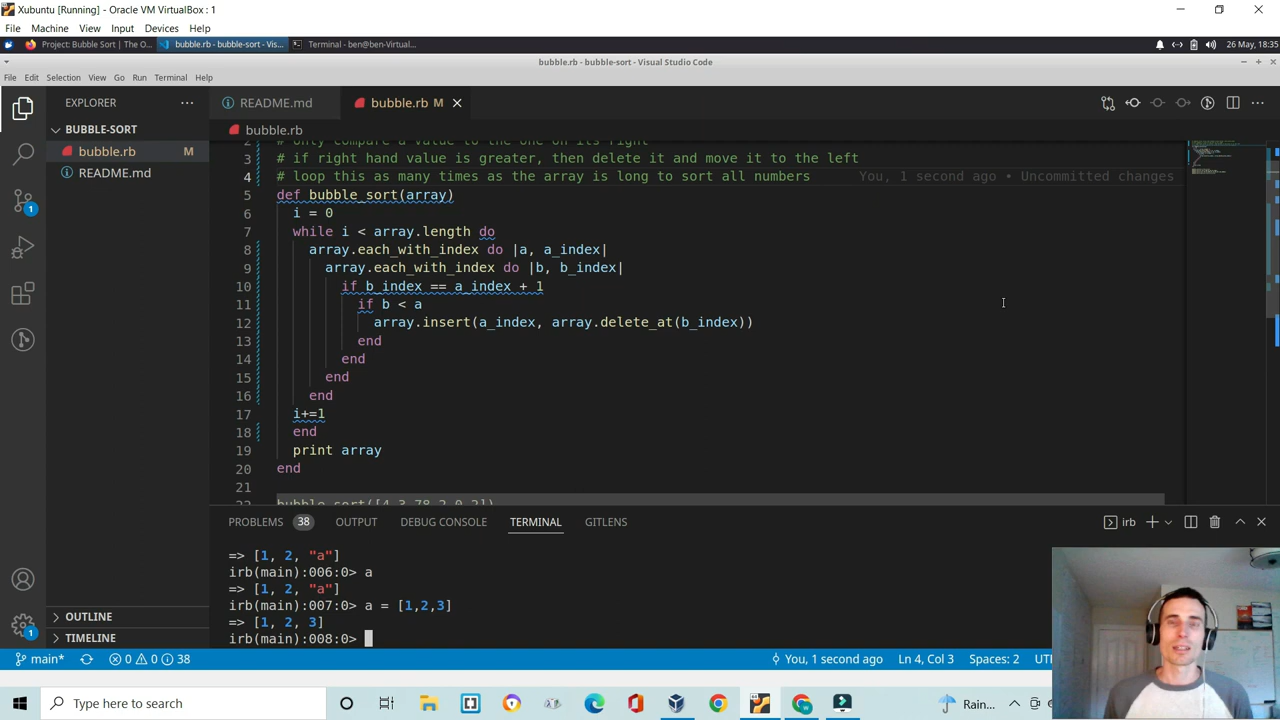 Xubuntu [Running] - Oracle VM VirtualBox : 1
File Machine View Input Devices Help
Project: Bubble Sort | The O... bubble.rb - bubble-sort - Vis... Terminal - ben@ben-Virtual... 26 May, 18:35
bubble.rb - bubble-sort - Visual Studio Code
File Edit Selection View Go Run Terminal Help
EXPLORER README.md bubble.rb M
BUBBLE-SORT bubble.rb
bubble.rb M
README.md
2 # only compare a value to the one on its right
3 # if right hand value is greater, then delete it and move it to the left
4 # loop this as many times as the array is long to sort all numbers You, 1 second ago • Uncommitted changes
5 def bubble_sort(array)
6 i = 0
7 while i < array.length do
8 array.each_with_index do |a, a_index|
9 array.each_with_index do |b, b_index|
10 if b_index == a_index + 1
11 if b < a
12 array.insert(a_index, array.delete_at(b_index))
13 end
14 end
15 end
16 end
17 i+=1
18 end
19 print array
20 end
21
22 bubble_sort([4,3,78,2,0,2])
1
PROBLEMS 38 OUTPUT DEBUG CONSOLE TERMINAL GITLENS irb
=> [1, 2, "a"]
irb(main):006:0> a
=> [1, 2, "a"]
irb(main):007:0> a = [1,2,3]
=> [1, 2, 3]
irb(main):008:0>
OUTLINE
TIMELINE
1
main* 0 0 38 You, 1 second ago Ln 4, Col 3 Spaces: 2 UT
Type here to search Rain...